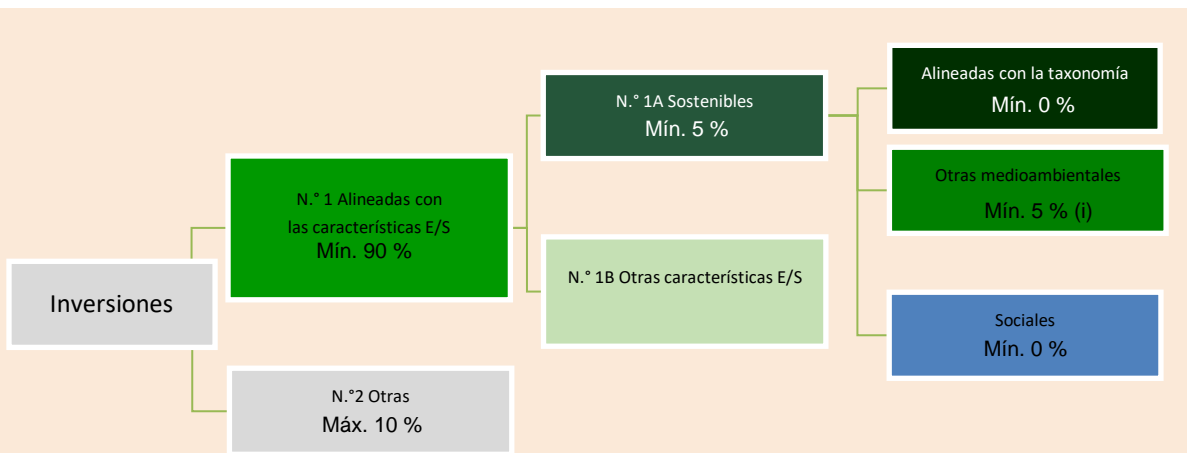 Inversiones
N.° 1 Alineadas con
las características E/S
Mín. 90 %
N.°2 Otras
Máx. 10 %
N.° 1A Sostenibles
Mín. 5 %
N.° 1B Otras características E/S
Alineadas con la taxonomía
Mín. 0 %
Otras medioambientales
Mín. 5 % (i)
Sociales
Mín. 0 %